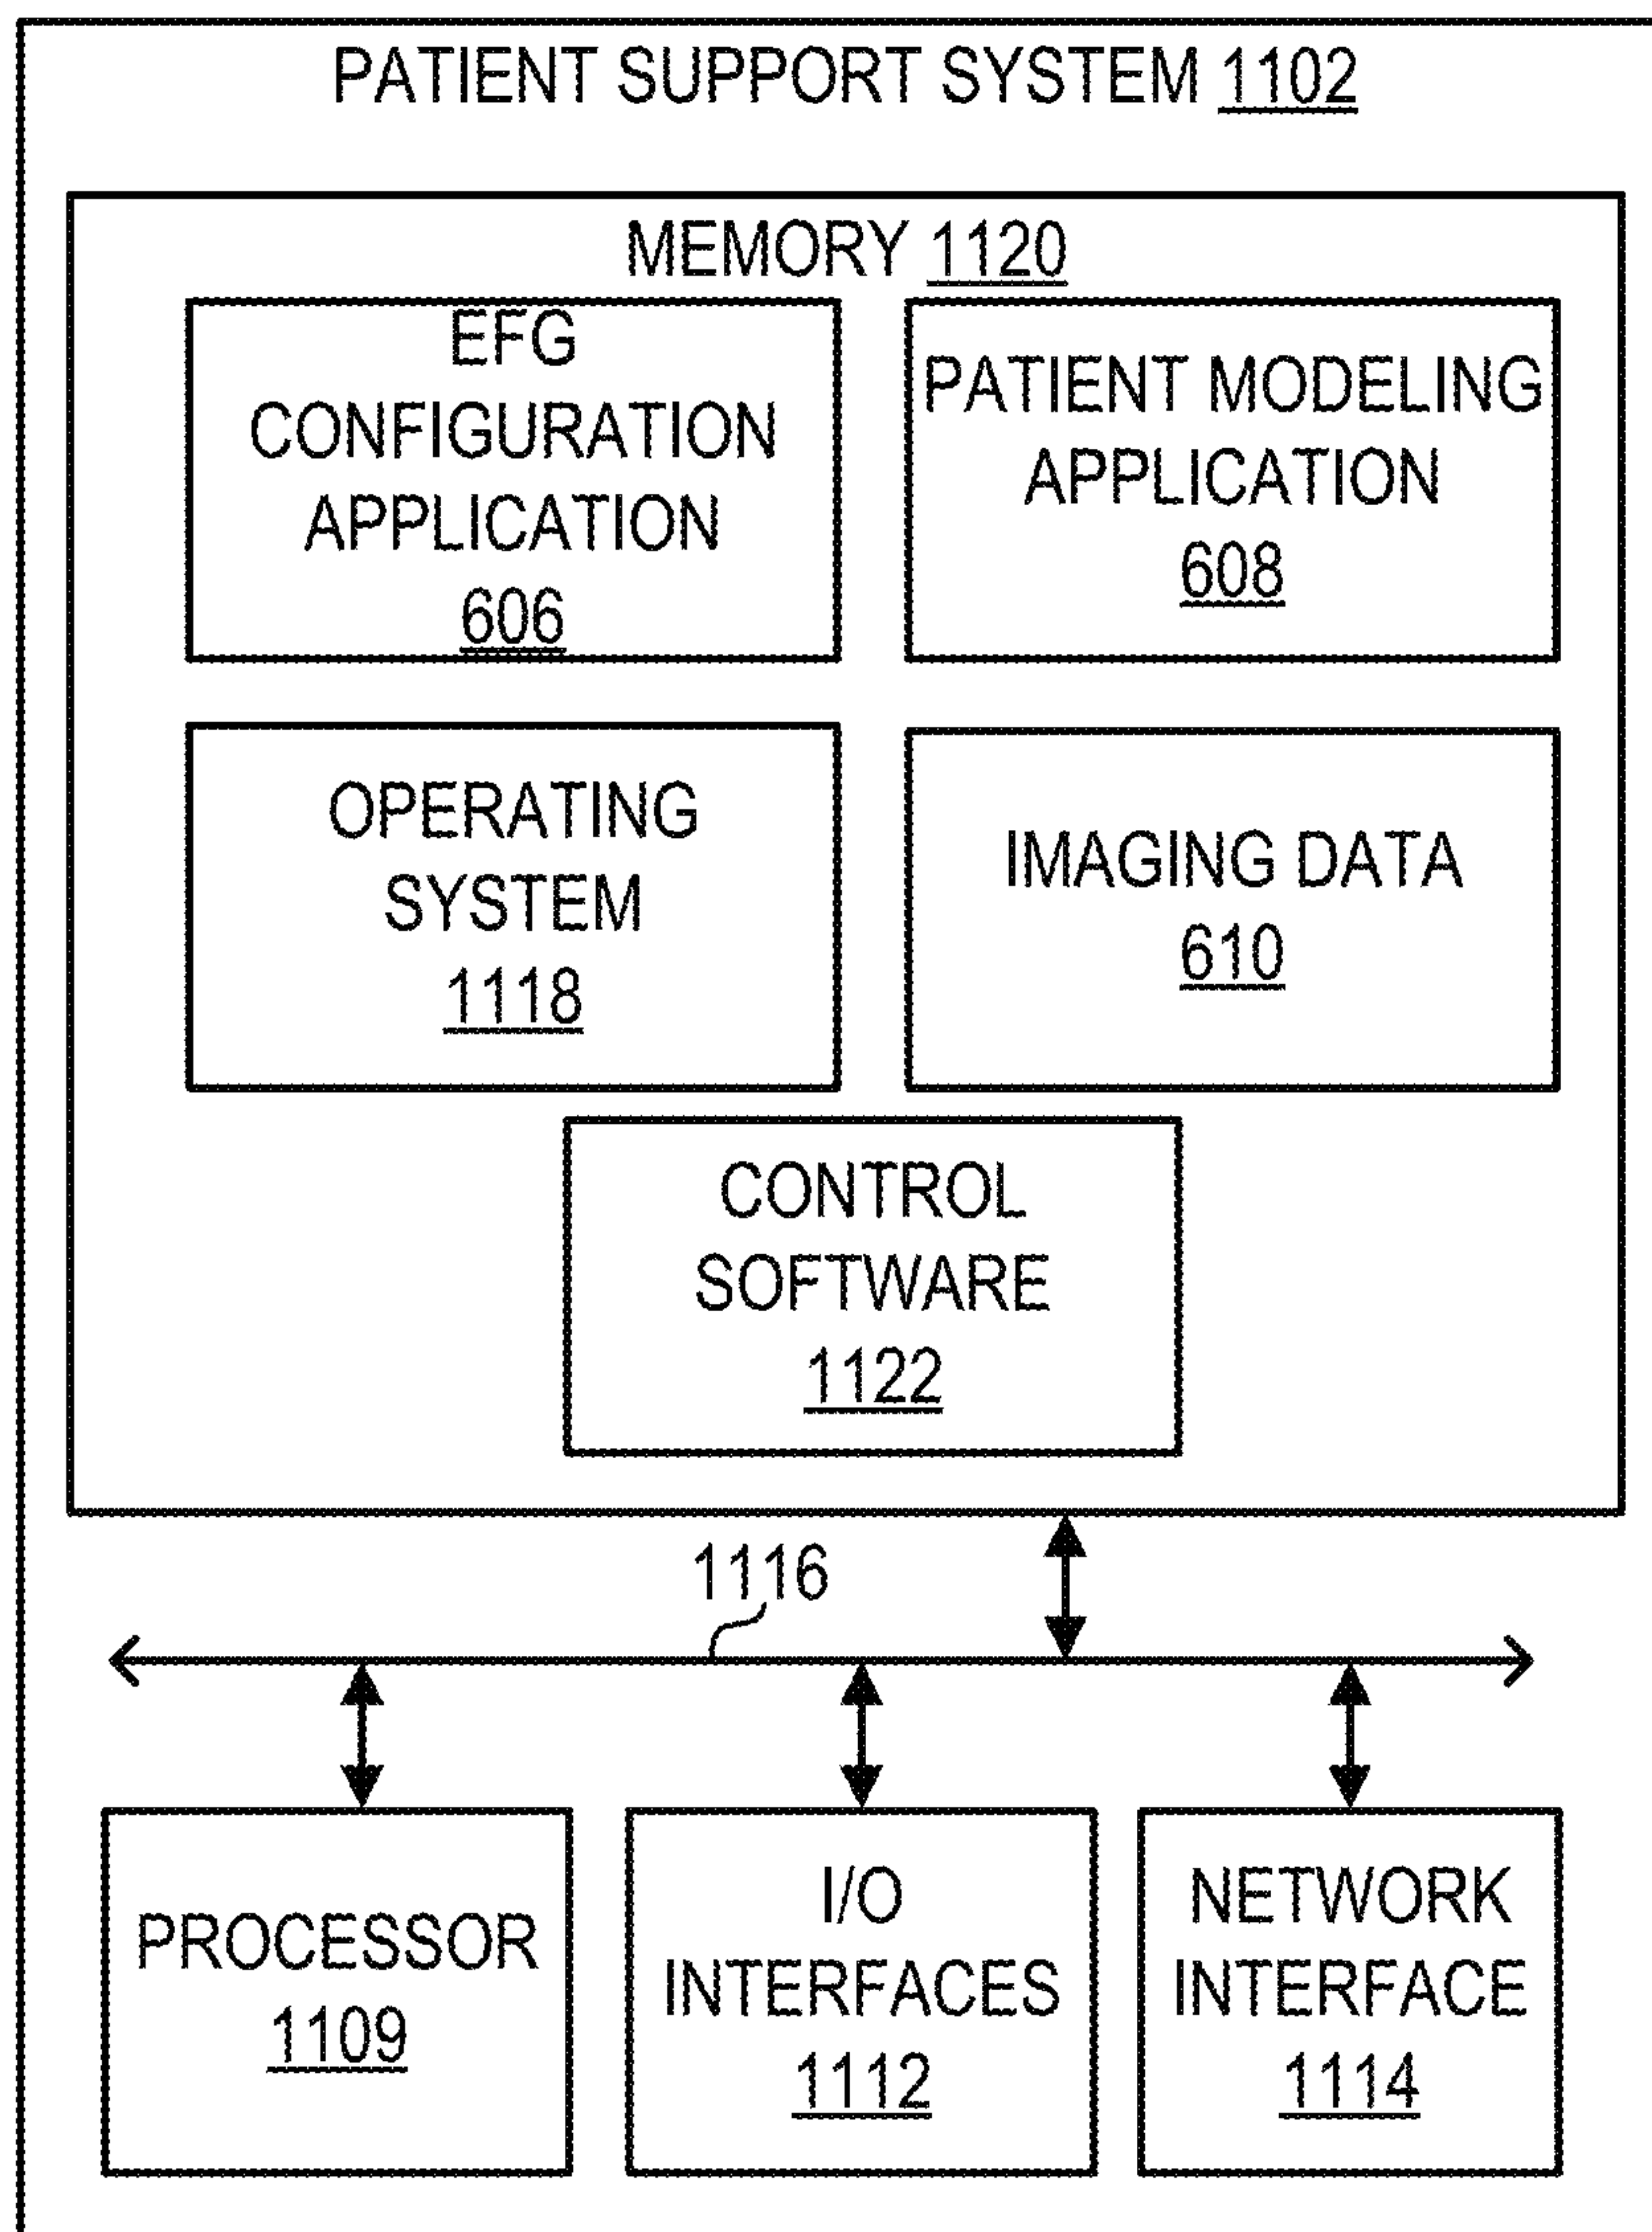 PATIENT SUPPORT SYSTEM 1102
MEMORY 1120
EFG
CONFIGURATION
APPLICATION
606
PATIENT MODELING
APPLICATION
608
OPERATING
SYSTEM
1118
IMAGING DATA
610
CONTROL
SOFTWARE
1122
1116
PROCESSOR
1109
I/O
INTERFACES
1112
NETWORK
INTERFACE
1114